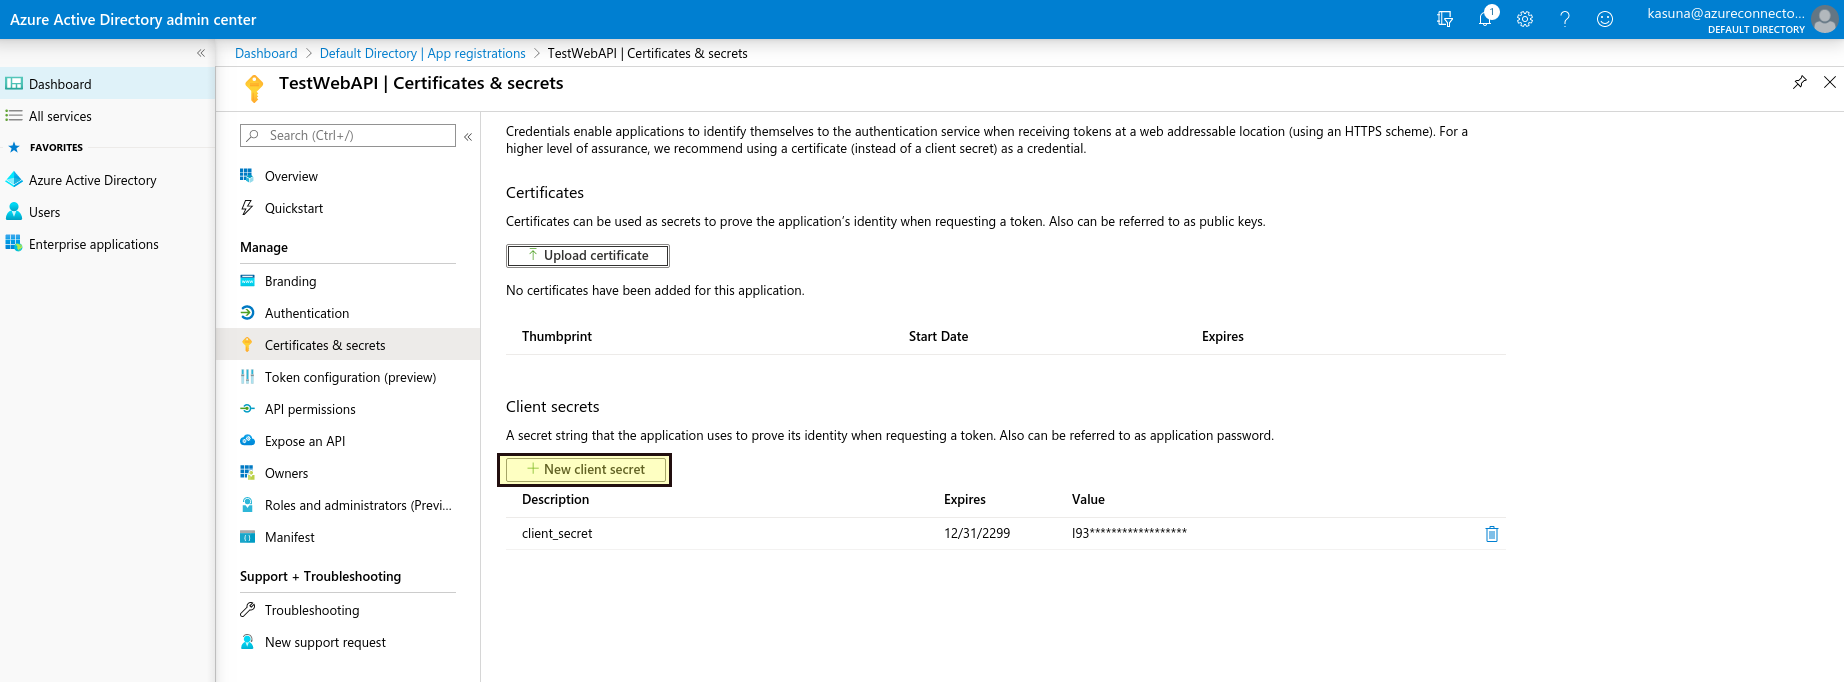 Azure Active Directory admin center
1
kasuna@azureconnecto...
DEFAULT DIRECTORY
«
Dashboard > Default Directory | App registrations > TestWebAPI | Certificates & secrets
Dashboard
All services
FAVORITES
Azure Active Directory
Users
Enterprise applications
TestWebAPI | Certificates & secrets
Search (Ctrl+/)
«
Overview
Quickstart
Manage
Branding
Authentication
Certificates & secrets
Token configuration (preview)
API permissions
Expose an API
Owners
Roles and administrators (Previ...
Manifest
Support + Troubleshooting
Troubleshooting
New support request
Credentials enable applications to identify themselves to the authentication service when receiving tokens at a web addressable location (using an HTTPS scheme). For a
higher level of assurance, we recommend using a certificate (instead of a client secret) as a credential.
Certificates
Certificates can be used as secrets to prove the application's identity when requesting a token. Also can be referred to as public keys.
Upload certificate
No certificates have been added for this application.
Thumbprint Start Date Expires
Client secrets
A secret string that the application uses to prove its identity when requesting a token. Also can be referred to as application password.
New client secret
Description Expires Value
client_secret 12/31/2299 I93******************